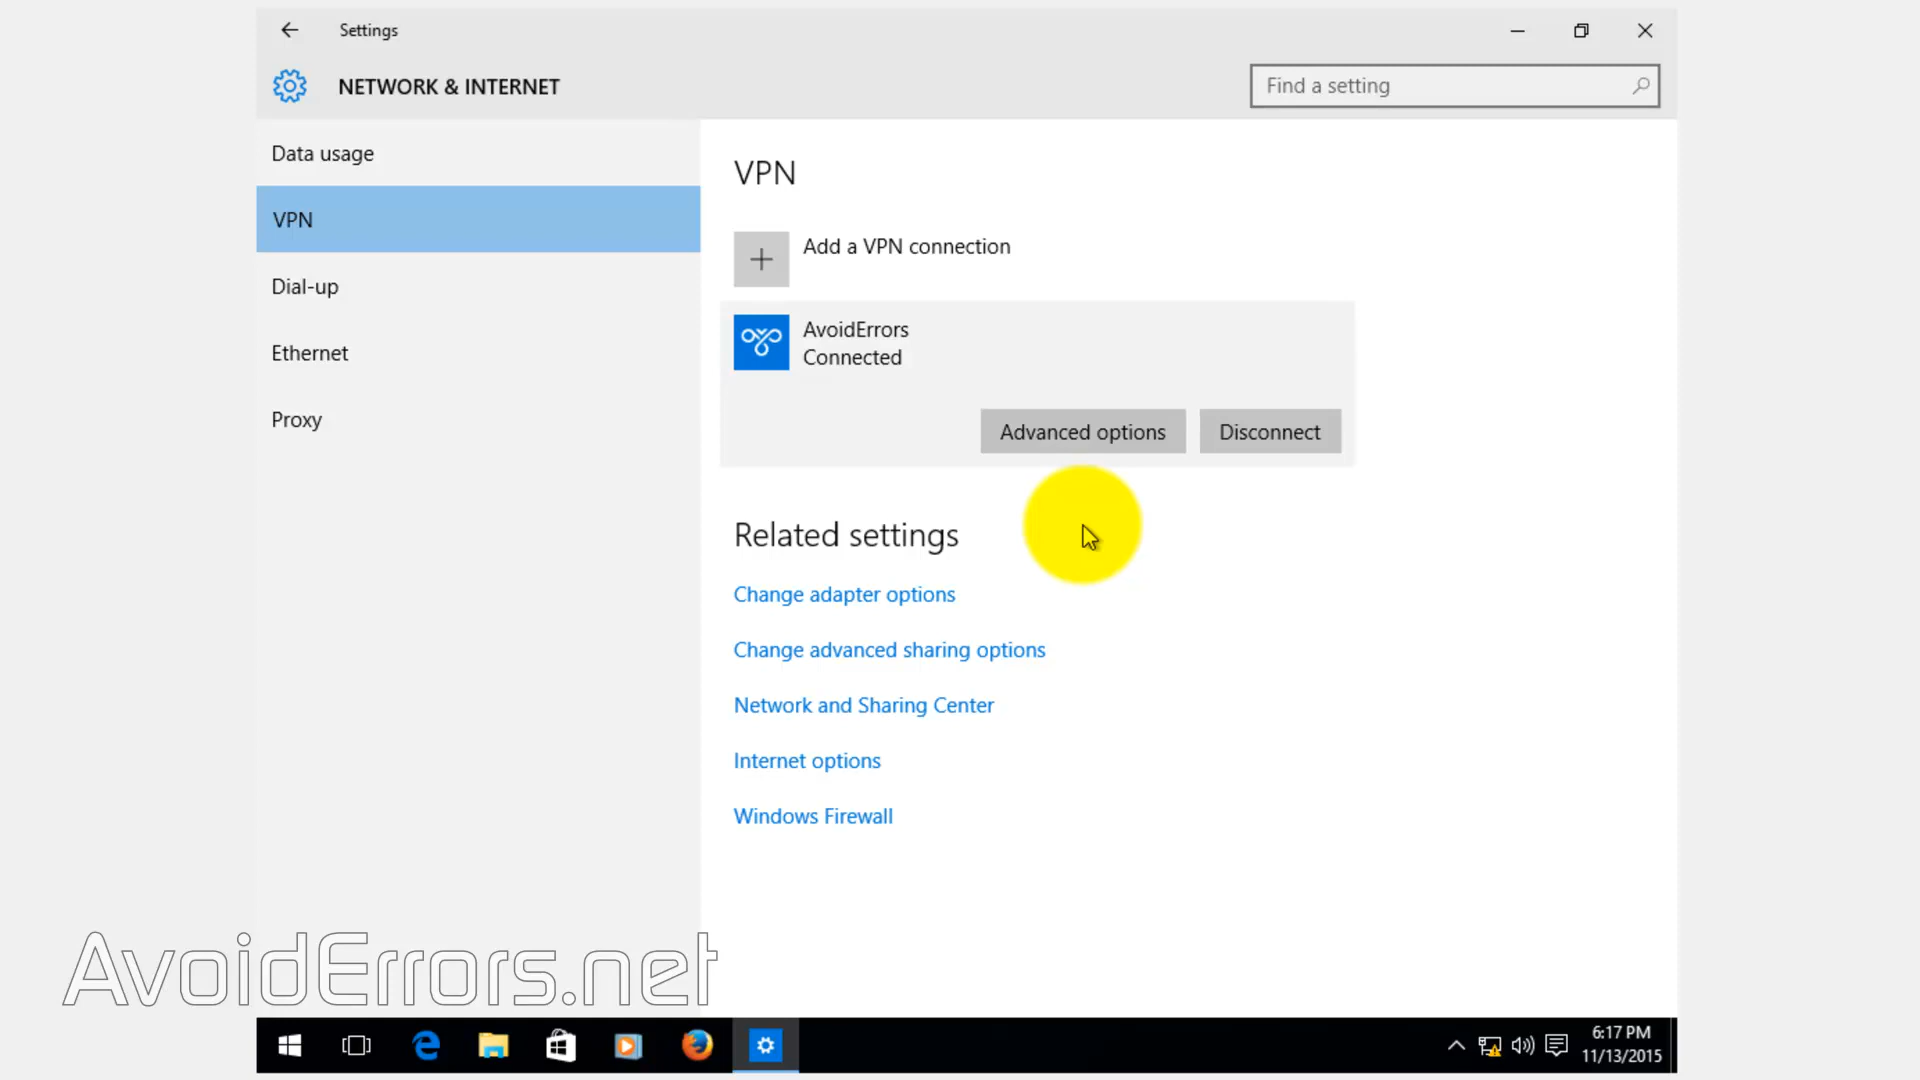 Settings
NETWORK & INTERNET
Find a setting
Data usage
VPN
Dial-up
Ethernet
Proxy
VPN
Add a VPN connection
AvoidErrors
Connected
Advanced options
Disconnect
Related settings
Change adapter options
Change advanced sharing options
Network and Sharing Center
Internet options
Windows Firewall
AvoidErrors.net
6:17 PM
11/13/2015